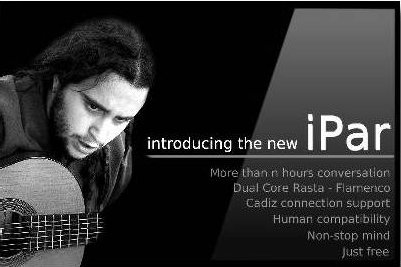 introducing the new iPar
More than n hours conversation
Dual Core Rasta - Flamenco
Cadiz connection support
Human compatibility
Non-stop mind
Just free